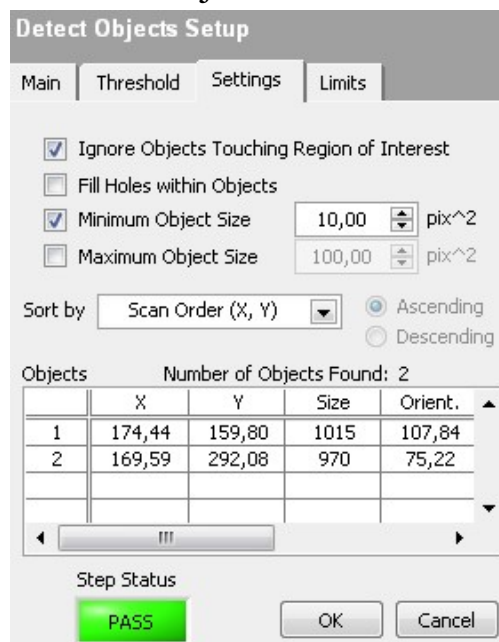 Detect Objects Setup
Main Threshold Settings Limits
Ignore Objects Touching Region of Interest
Fill Holes within Objects
Minimum Object Size 10,00 pix^2
Maximum Object Size 100,00 pix^2
Sort by Scan Order (X, Y) Ascending
Descending
Objects Number of Objects Found: 2
X Y Size Orient.
1 174,44 159,80 1015 107,84
2 169,59 292,08 970 75,22
Step Status
PASS OK Cancel